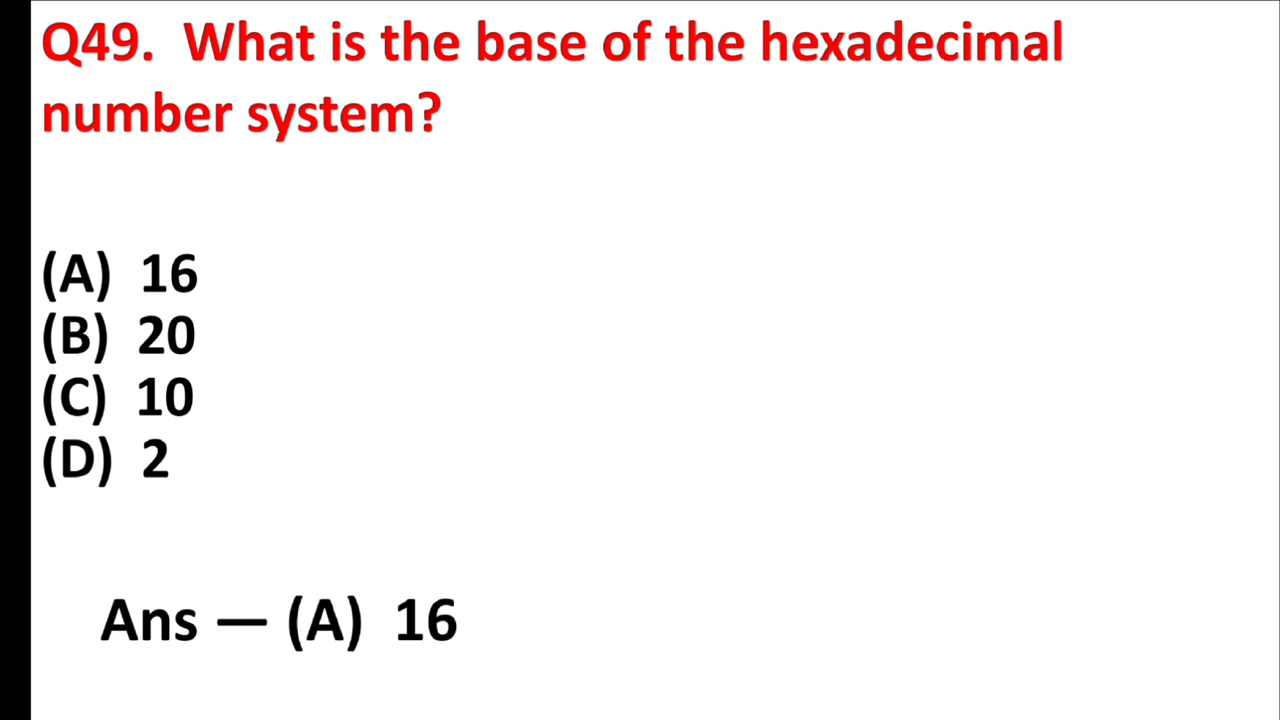 Q49. What is the base of the hexadecimal
number system?
(A) 16
(B) 20
(C) 10
(D) 2
Ans — (A) 16